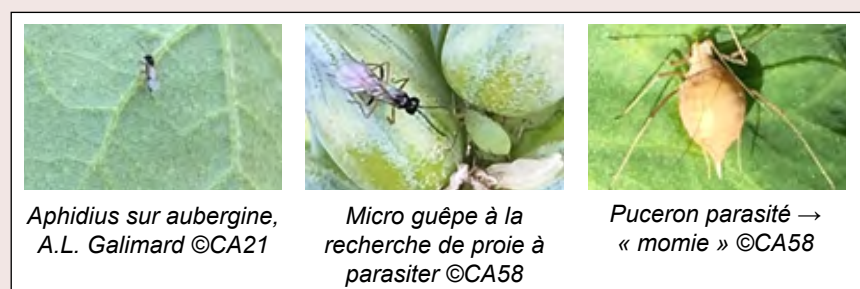 Aphidius sur aubergine,
A.L. Galimard ©CA21
Micro guêpe à la
recherche de proie à
parasiter ©CA58
Puceron parasité →
« momie » ©CA58